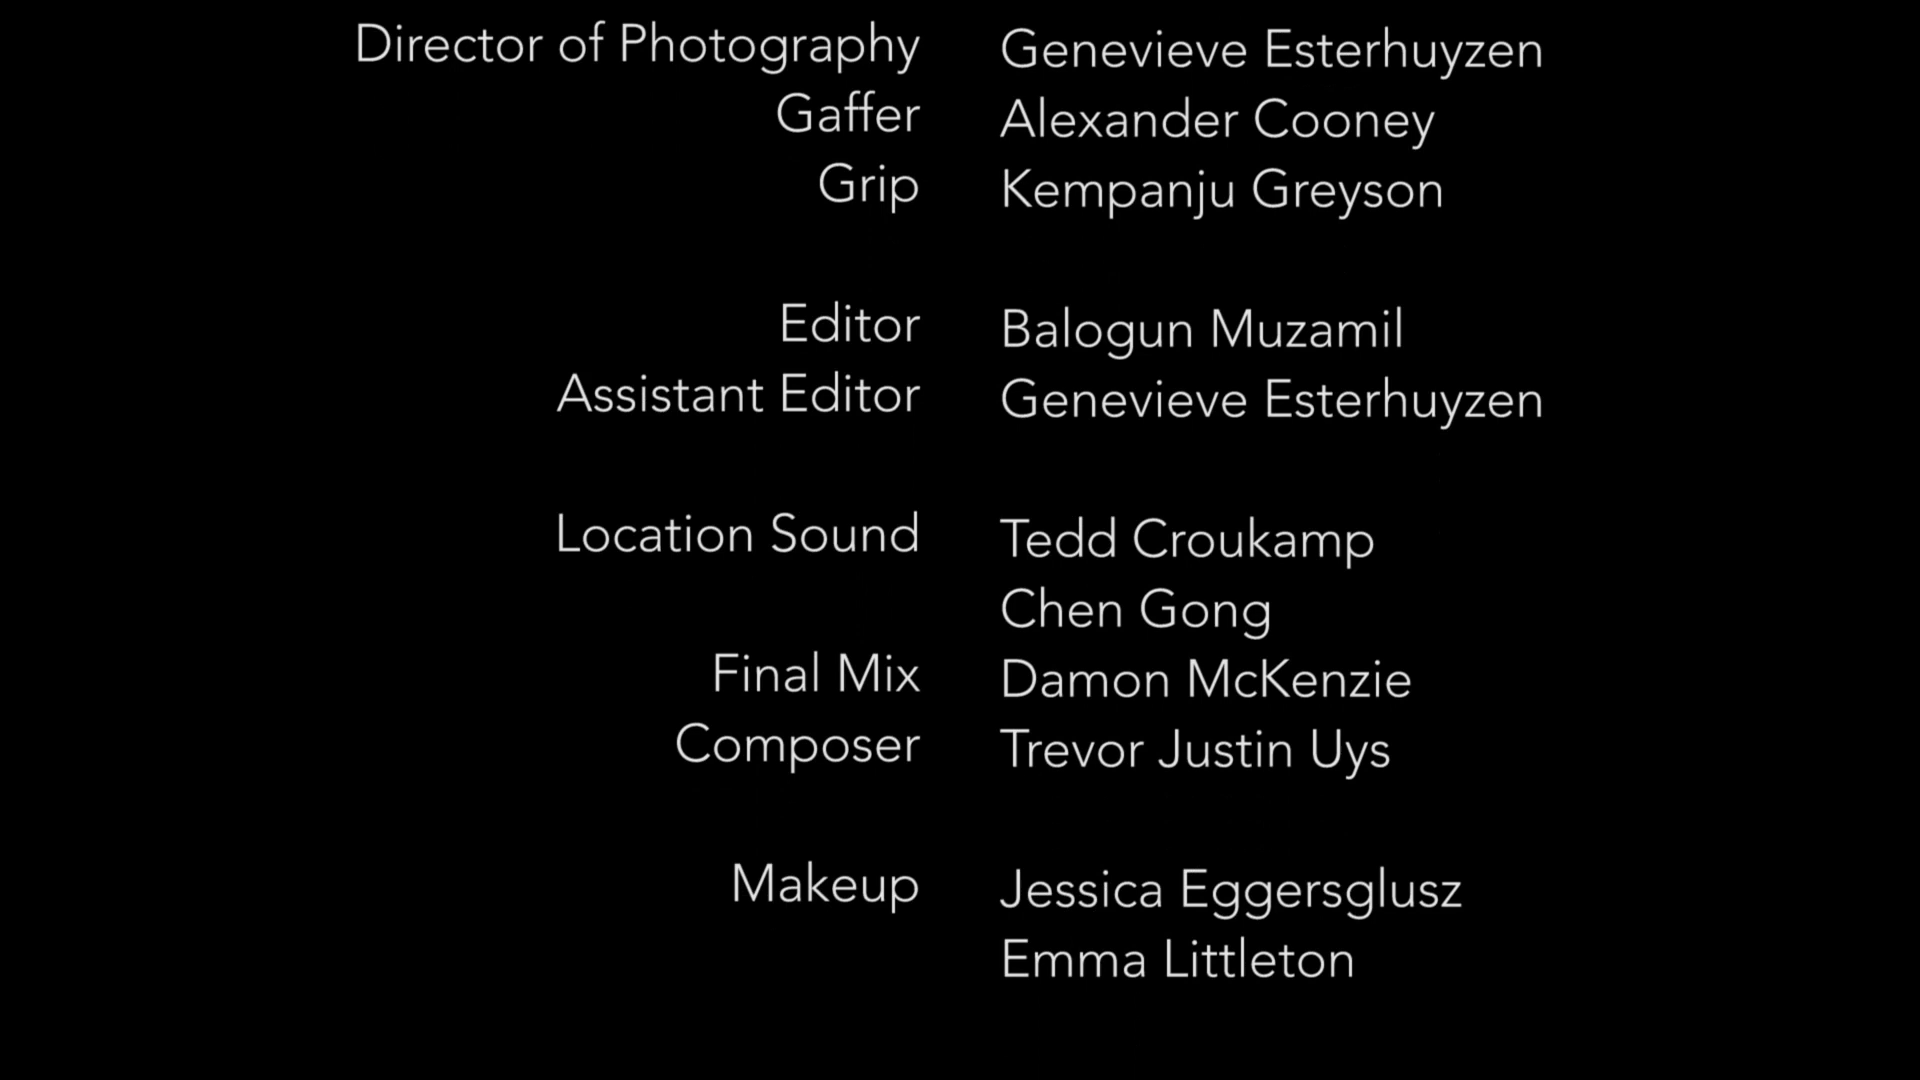 Director of Photography Genevieve Esterhuyzen
Gaffer Alexander Cooney
Grip Kempanju Greyson
Editor Balogun Muzamil
Assistant Editor Genevieve Esterhuyzen
Location Sound Tedd Croukamp
Chen Gong
Final Mix Damon McKenzie
Composer Trevor Justin Uys
Makeup Jessica Eggersglusz
Emma Littleton